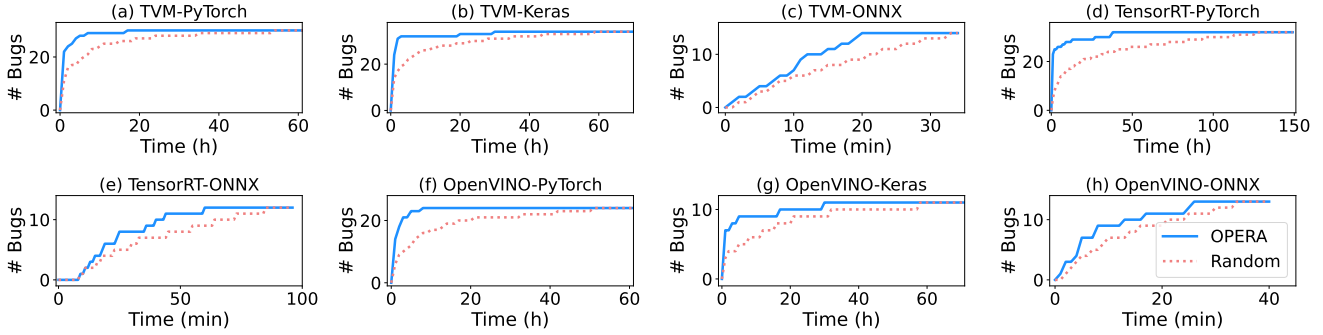 (a) TVM-PyTorch
# Bugs
20
0
0 20 40 60
Time (h)
(b) TVM-Keras
# Bugs
20
0
0 20 40 60
Time (h)
(c) TVM-ONNX
# Bugs
10
0
0 10 20 30
Time (min)
(d) TensorRT-PyTorch
# Bugs
20
0
0 50 100 150
Time (h)
(e) TensorRT-ONNX
# Bugs
10
0
0 50 100
Time (min)
(f) OpenVINO-PyTorch
# Bugs
20
0
0 20 40 60
Time (h)
(g) OpenVINO-Keras
# Bugs
10
5
0
0 20 40 60
Time (h)
(h) OpenVINO-ONNX
# Bugs
10
0
0 20 40
Time (min)
OPERA
Random